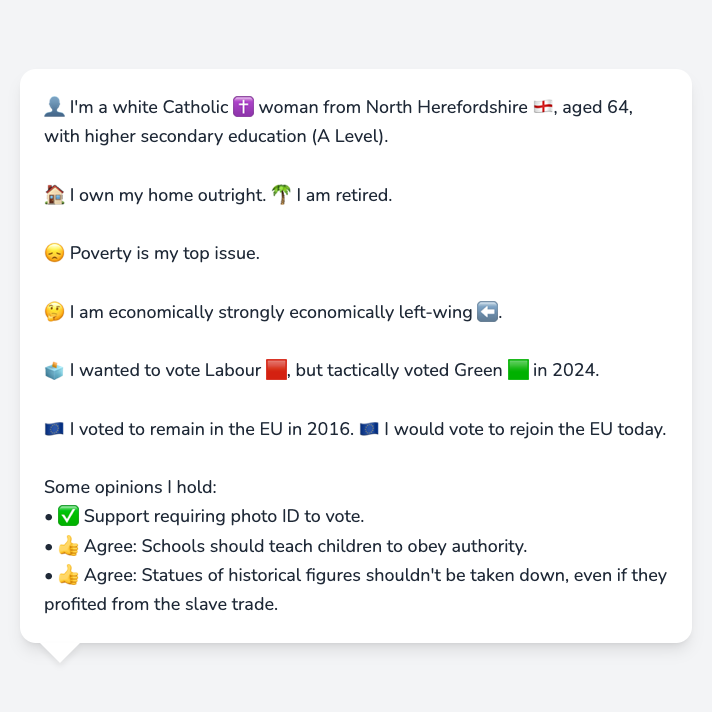 👤 I'm a white Catholic ✝️ woman from North Herefordshire 🏴󠁧󠁢󠁥󠁮󠁧󠁿, aged 64,
with higher secondary education (A Level).
🏠 I own my home outright. 🌴 I am retired.
😞 Poverty is my top issue.
🤔 I am economically strongly economically left-wing ⬅️.
🗳️ I wanted to vote Labour 🟥, but tactically voted Green 🟩 in 2024.
🇪🇺 I voted to remain in the EU in 2016. 🇪🇺 I would vote to rejoin the EU today.
Some opinions I hold:
• ✅ Support requiring photo ID to vote.
• 👍 Agree: Schools should teach children to obey authority.
• 👍 Agree: Statues of historical figures shouldn't be taken down, even if they
profited from the slave trade.